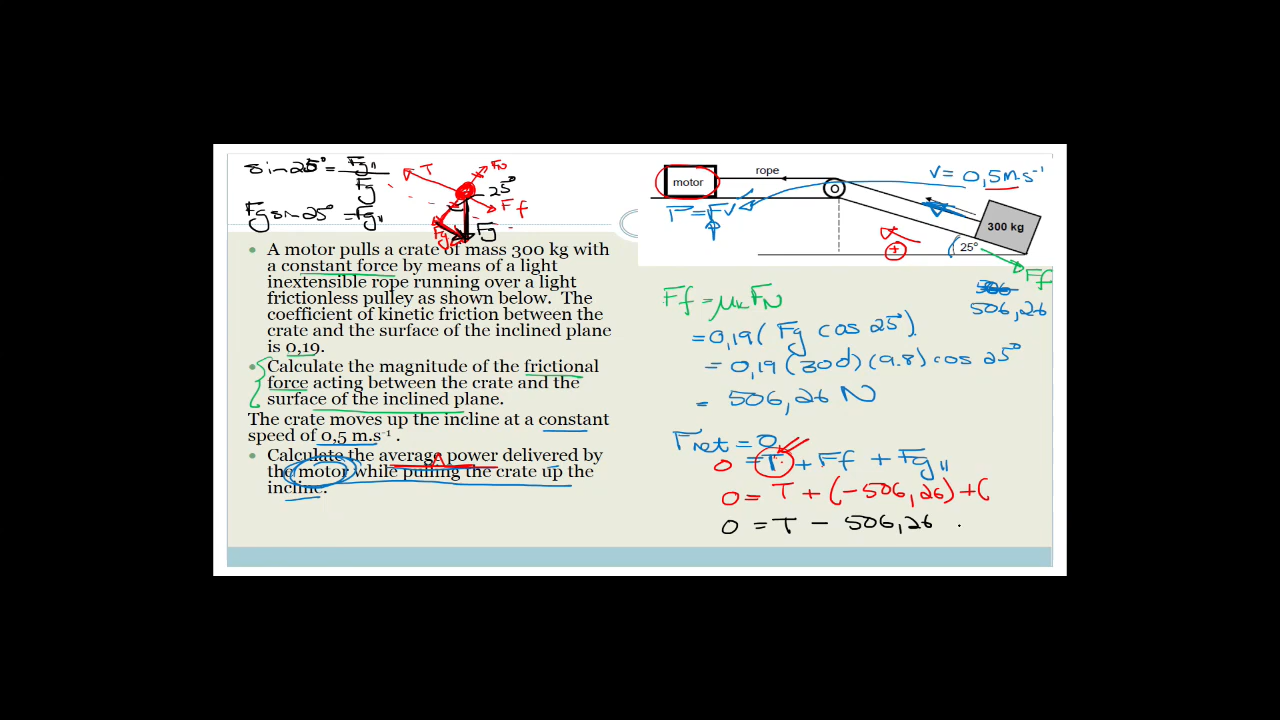 sin25° = Fg∥
Fg
Fgsin25° = Fg∥
T
FN
25°
Ff
Fg
Fg∥
A motor pulls a crate of mass 300 kg with
a constant force by means of a light
inextensible rope running over a light
frictionless pulley as shown below. The
coefficient of kinetic friction between the
crate and the surface of the inclined plane
is 0,19.
Calculate the magnitude of the frictional
force acting between the crate and the
surface of the inclined plane.
The crate moves up the incline at a constant
speed of 0,5 m.s⁻¹ .
Calculate the average power delivered by
the motor while pulling the crate up the
incline.
motor
rope
v = 0,5m.s⁻¹
P = Fv
300 kg
25°
+
Ff
506,26
Ff = μkFN
= 0,19( Fg cos 25°)
= 0,19 (300)(9.8) cos 25°
= 506,26 N
Fnet = 0
0 = T + Ff + Fg∥
0 = T + (-506,26) + (
0 = T - 506,26